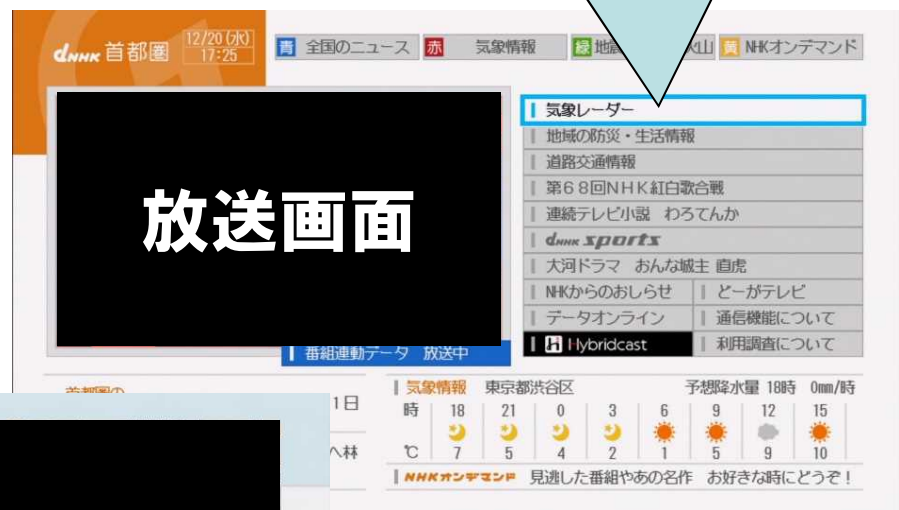 dNHK 首都圏 12/20(水) 17:25
青 全国のニュース 赤 気象情報 緑 地 山 黄 NHKオンデマンド
気象レーダー
地域の防災・生活情報
道路交通情報
第68回NHK紅白歌合戦
連続テレビ小説 わろてんか
dNHK sports
大河ドラマ おんな城主 直虎
NHKからのおしらせ どーがテレビ
データオンライン 通信機能について
Hybridcast 利用調査について
放送画面
番組連動データ 放送中
首都圏の
1日
へ林
気象情報 東京都渋谷区 予想降水量 18時 0mm/時
時 18 21 0 3 6 9 12 15
℃ 7 5 4 2 1 5 9 10
NHKオンデマンド 見逃した番組やあの名作 お好きな時にどうぞ!